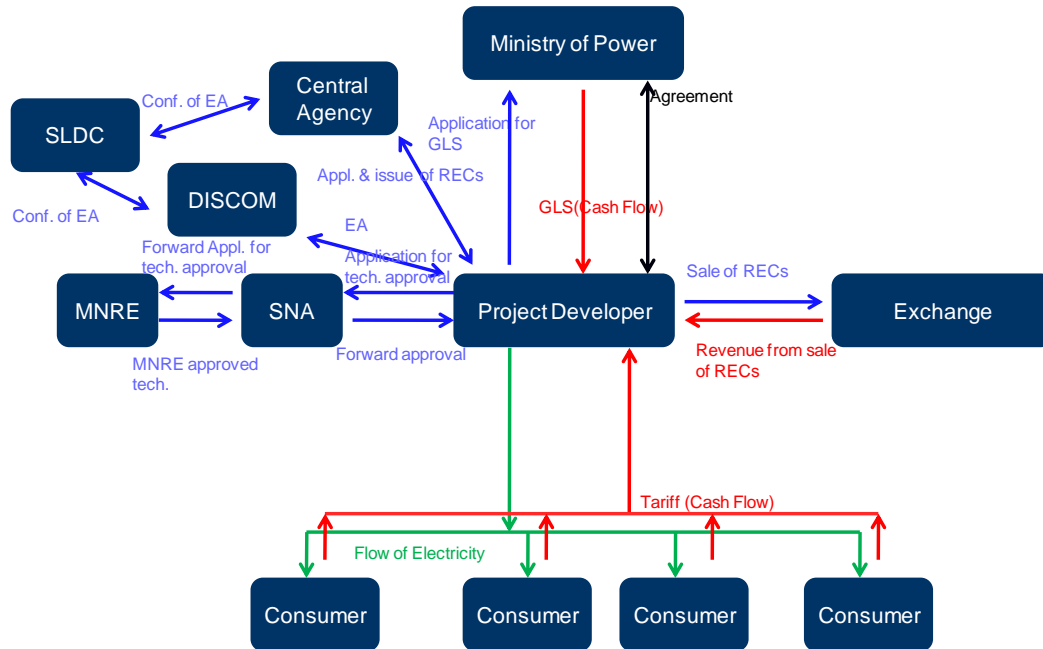 Ministry of Power
Central
Agency
Conf. of EA
SLDC
Agreement
Application for
GLS
Appl. & issue of RECs
DISCOM
Conf. of EA
EA
GLS(Cash Flow)
Forward Appl. for
tech. approval
Application for
tech. approval
Sale of RECs
MNRE
SNA
Project Developer
Exchange
MNRE approved
tech.
Forward approval
Revenue from sale
of RECs
Tariff (Cash Flow)
Flow of Electricity
Consumer
Consumer
Consumer
Consumer